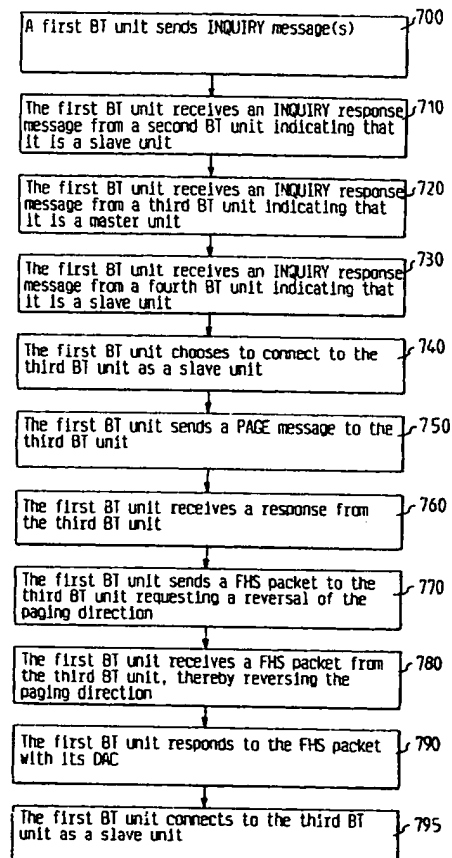 A first BT unit sends INQUIRY message(s)
700
The first BT unit receives an INQUIRY response
message from a second BT unit indicating that
it is a slave unit
710
The first BT unit receives an INQUIRY response
message from a third BT unit indicating that
it is a master unit
720
The first BT unit receives an INQUIRY response
message from a fourth BT unit indicating that
it is a slave unit
730
The first BT unit chooses to connect to the
third BT unit as a slave unit
740
The first BT unit sends a PAGE message to the
third BT unit
750
The first BT unit receives a response from
the third BT unit
760
The first BT unit sends a FHS packet to the
third BT unit requesting a reversal of the
paging direction
770
The first BT unit receives a FHS packet from
the third BT unit, thereby reversing the
paging direction
780
The first BT unit responds to the FHS packet
with its DAC
790
The first BT unit connects to the third BT
unit as a slave unit
795